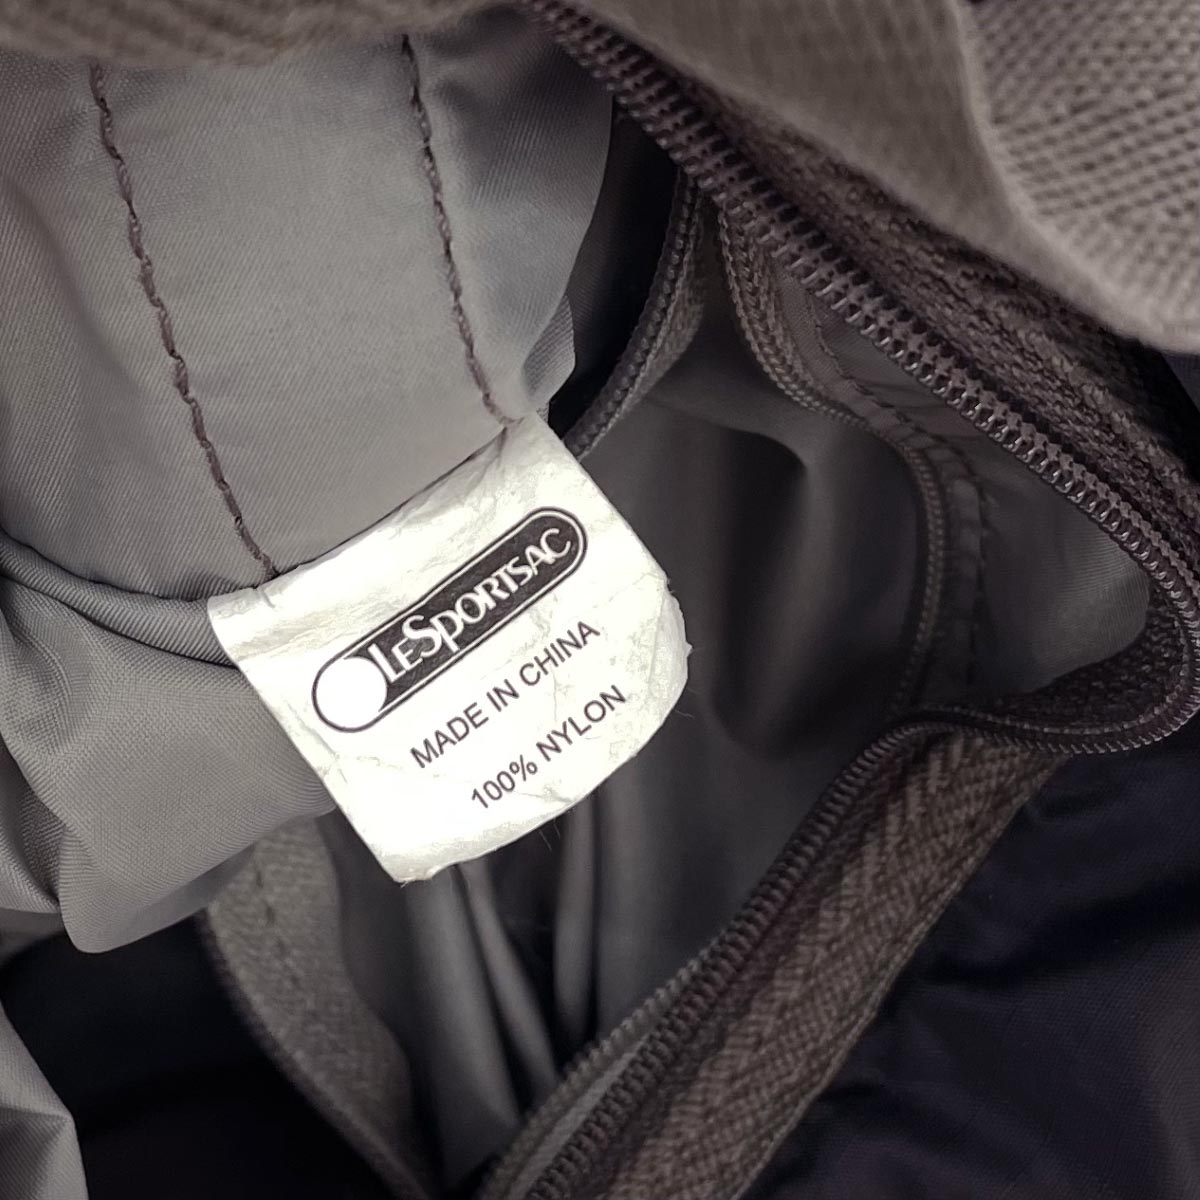 LeSportsac
MADE IN CHINA
100% NYLON